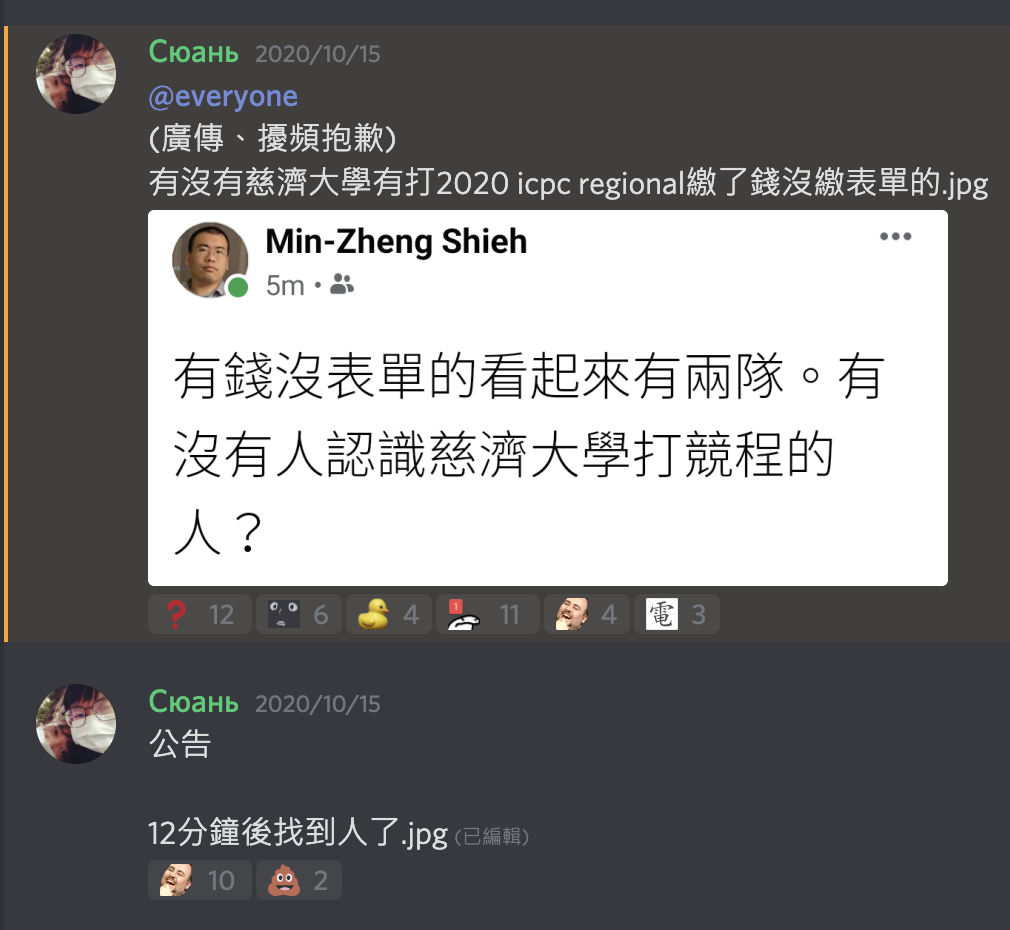 Сюань 2020/10/15
@everyone
(廣傳、擾頻抱歉)
有沒有慈濟大學有打2020 icpc regional繳了錢沒繳表單的.jpg
Min-Zheng Shieh
5m
有錢沒表單的看起來有兩隊。有
沒有人認識慈濟大學打競程的
人？
12 6 4 1 11 4 電 3
Сюань 2020/10/15
公告
12分鐘後找到人了.jpg (已編輯)
10 2